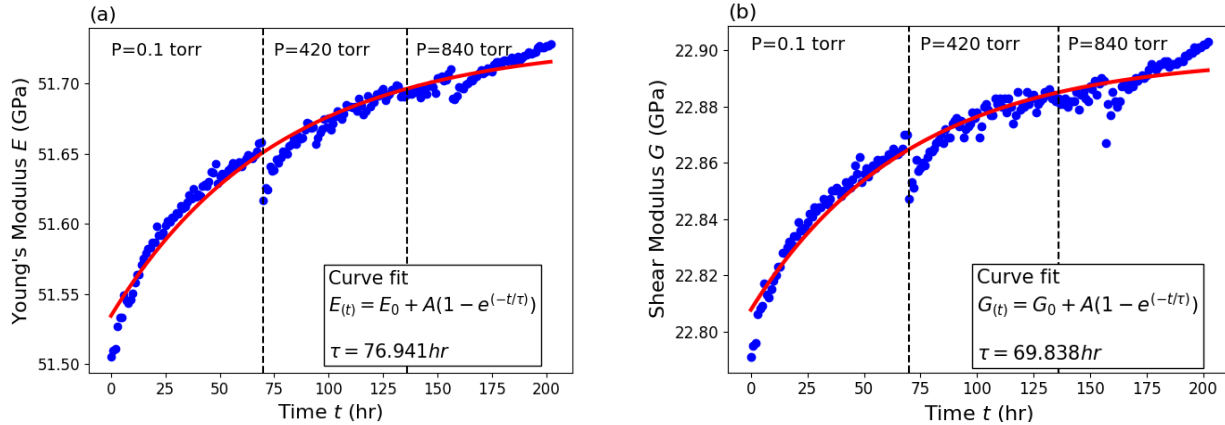 (a)
P=0.1 torr P=420 torr P=840 torr
Young's Modulus E (GPa)
51.70
51.65
51.60
51.55
51.50
Curve fit
E₍ₜ₎ = E₀ + A(1 − e^(−t/τ))
τ = 76.941hr
0 25 50 75 100 125 150 175 200
Time t (hr)
(b)
P=0.1 torr P=420 torr P=840 torr
Shear Modulus G (GPa)
22.90
22.88
22.86
22.84
22.82
22.80
Curve fit
G₍ₜ₎ = G₀ + A(1 − e^(−t/τ))
τ = 69.838hr
0 25 50 75 100 125 150 175 200
Time t (hr)